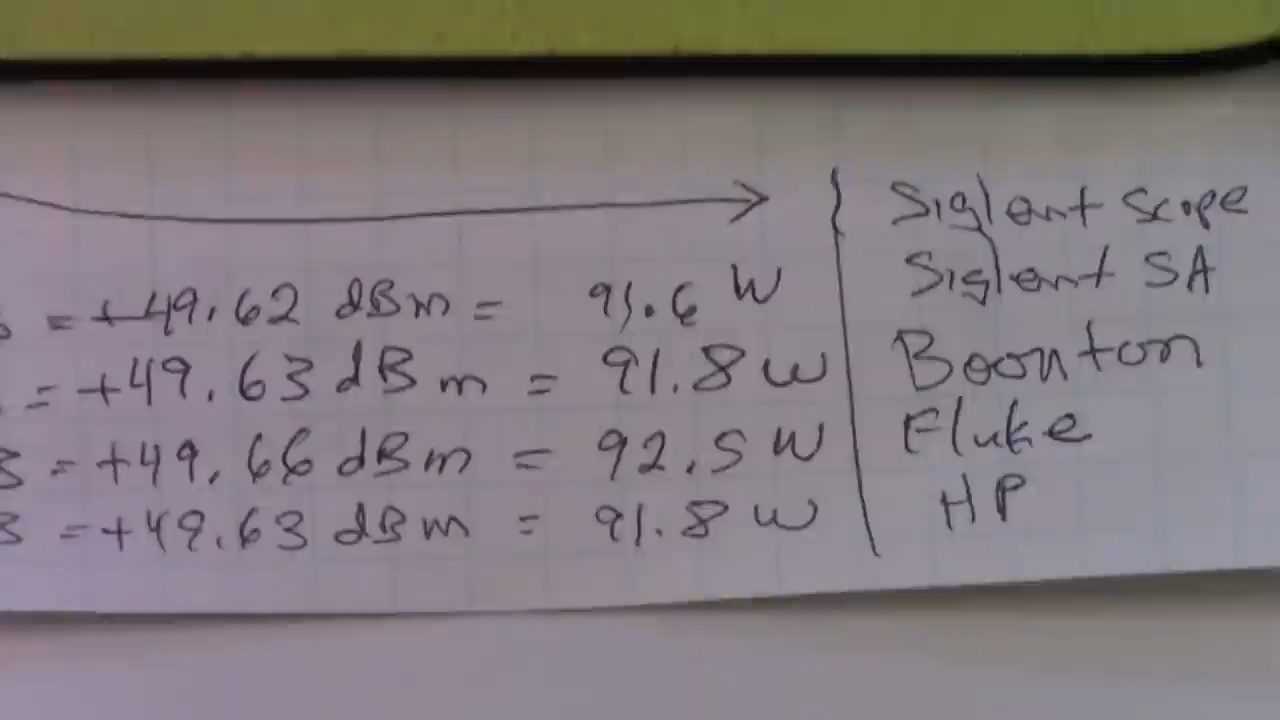 Siglent Scope
= +49.62 dBm = 91.6 W Siglent SA
= +49.63 dBm = 91.8 W Boonton
= +49.66 dBm = 92.5 W Fluke
= +49.63 dBm = 91.8 W HP